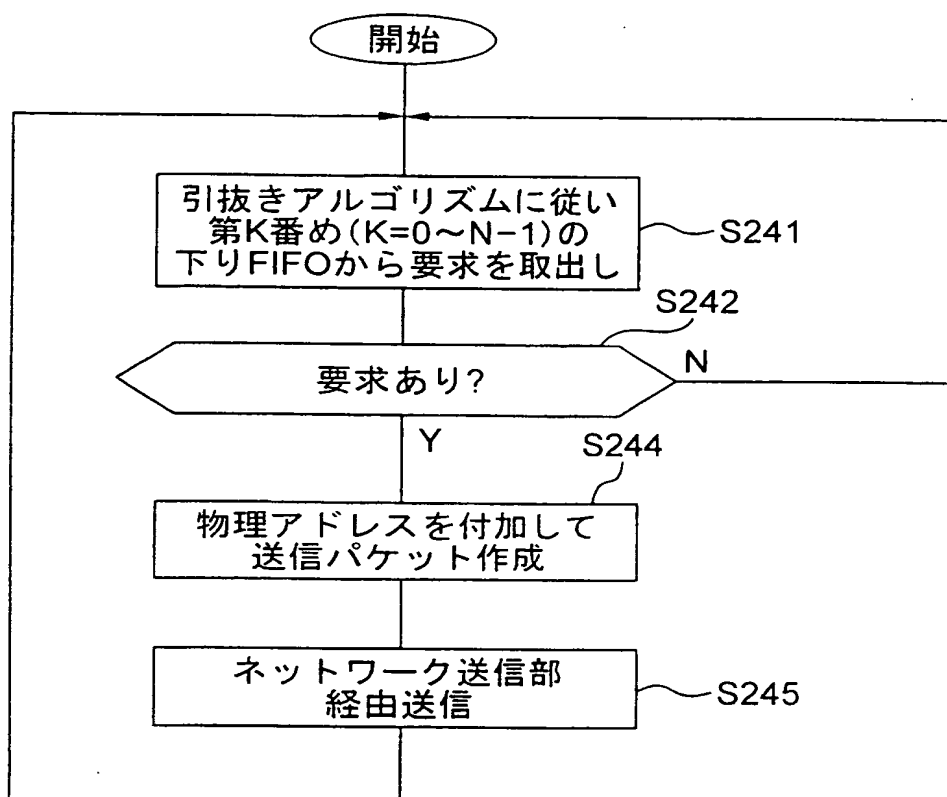 開始
引抜きアルゴリズムに従い
第K番め(K=0〜N-1)の
下りFIFOから要求を取出し
S241
S242
要求あり?
N
Y
S244
物理アドレスを付加して
送信パケット作成
ネットワーク送信部
経由送信
S245